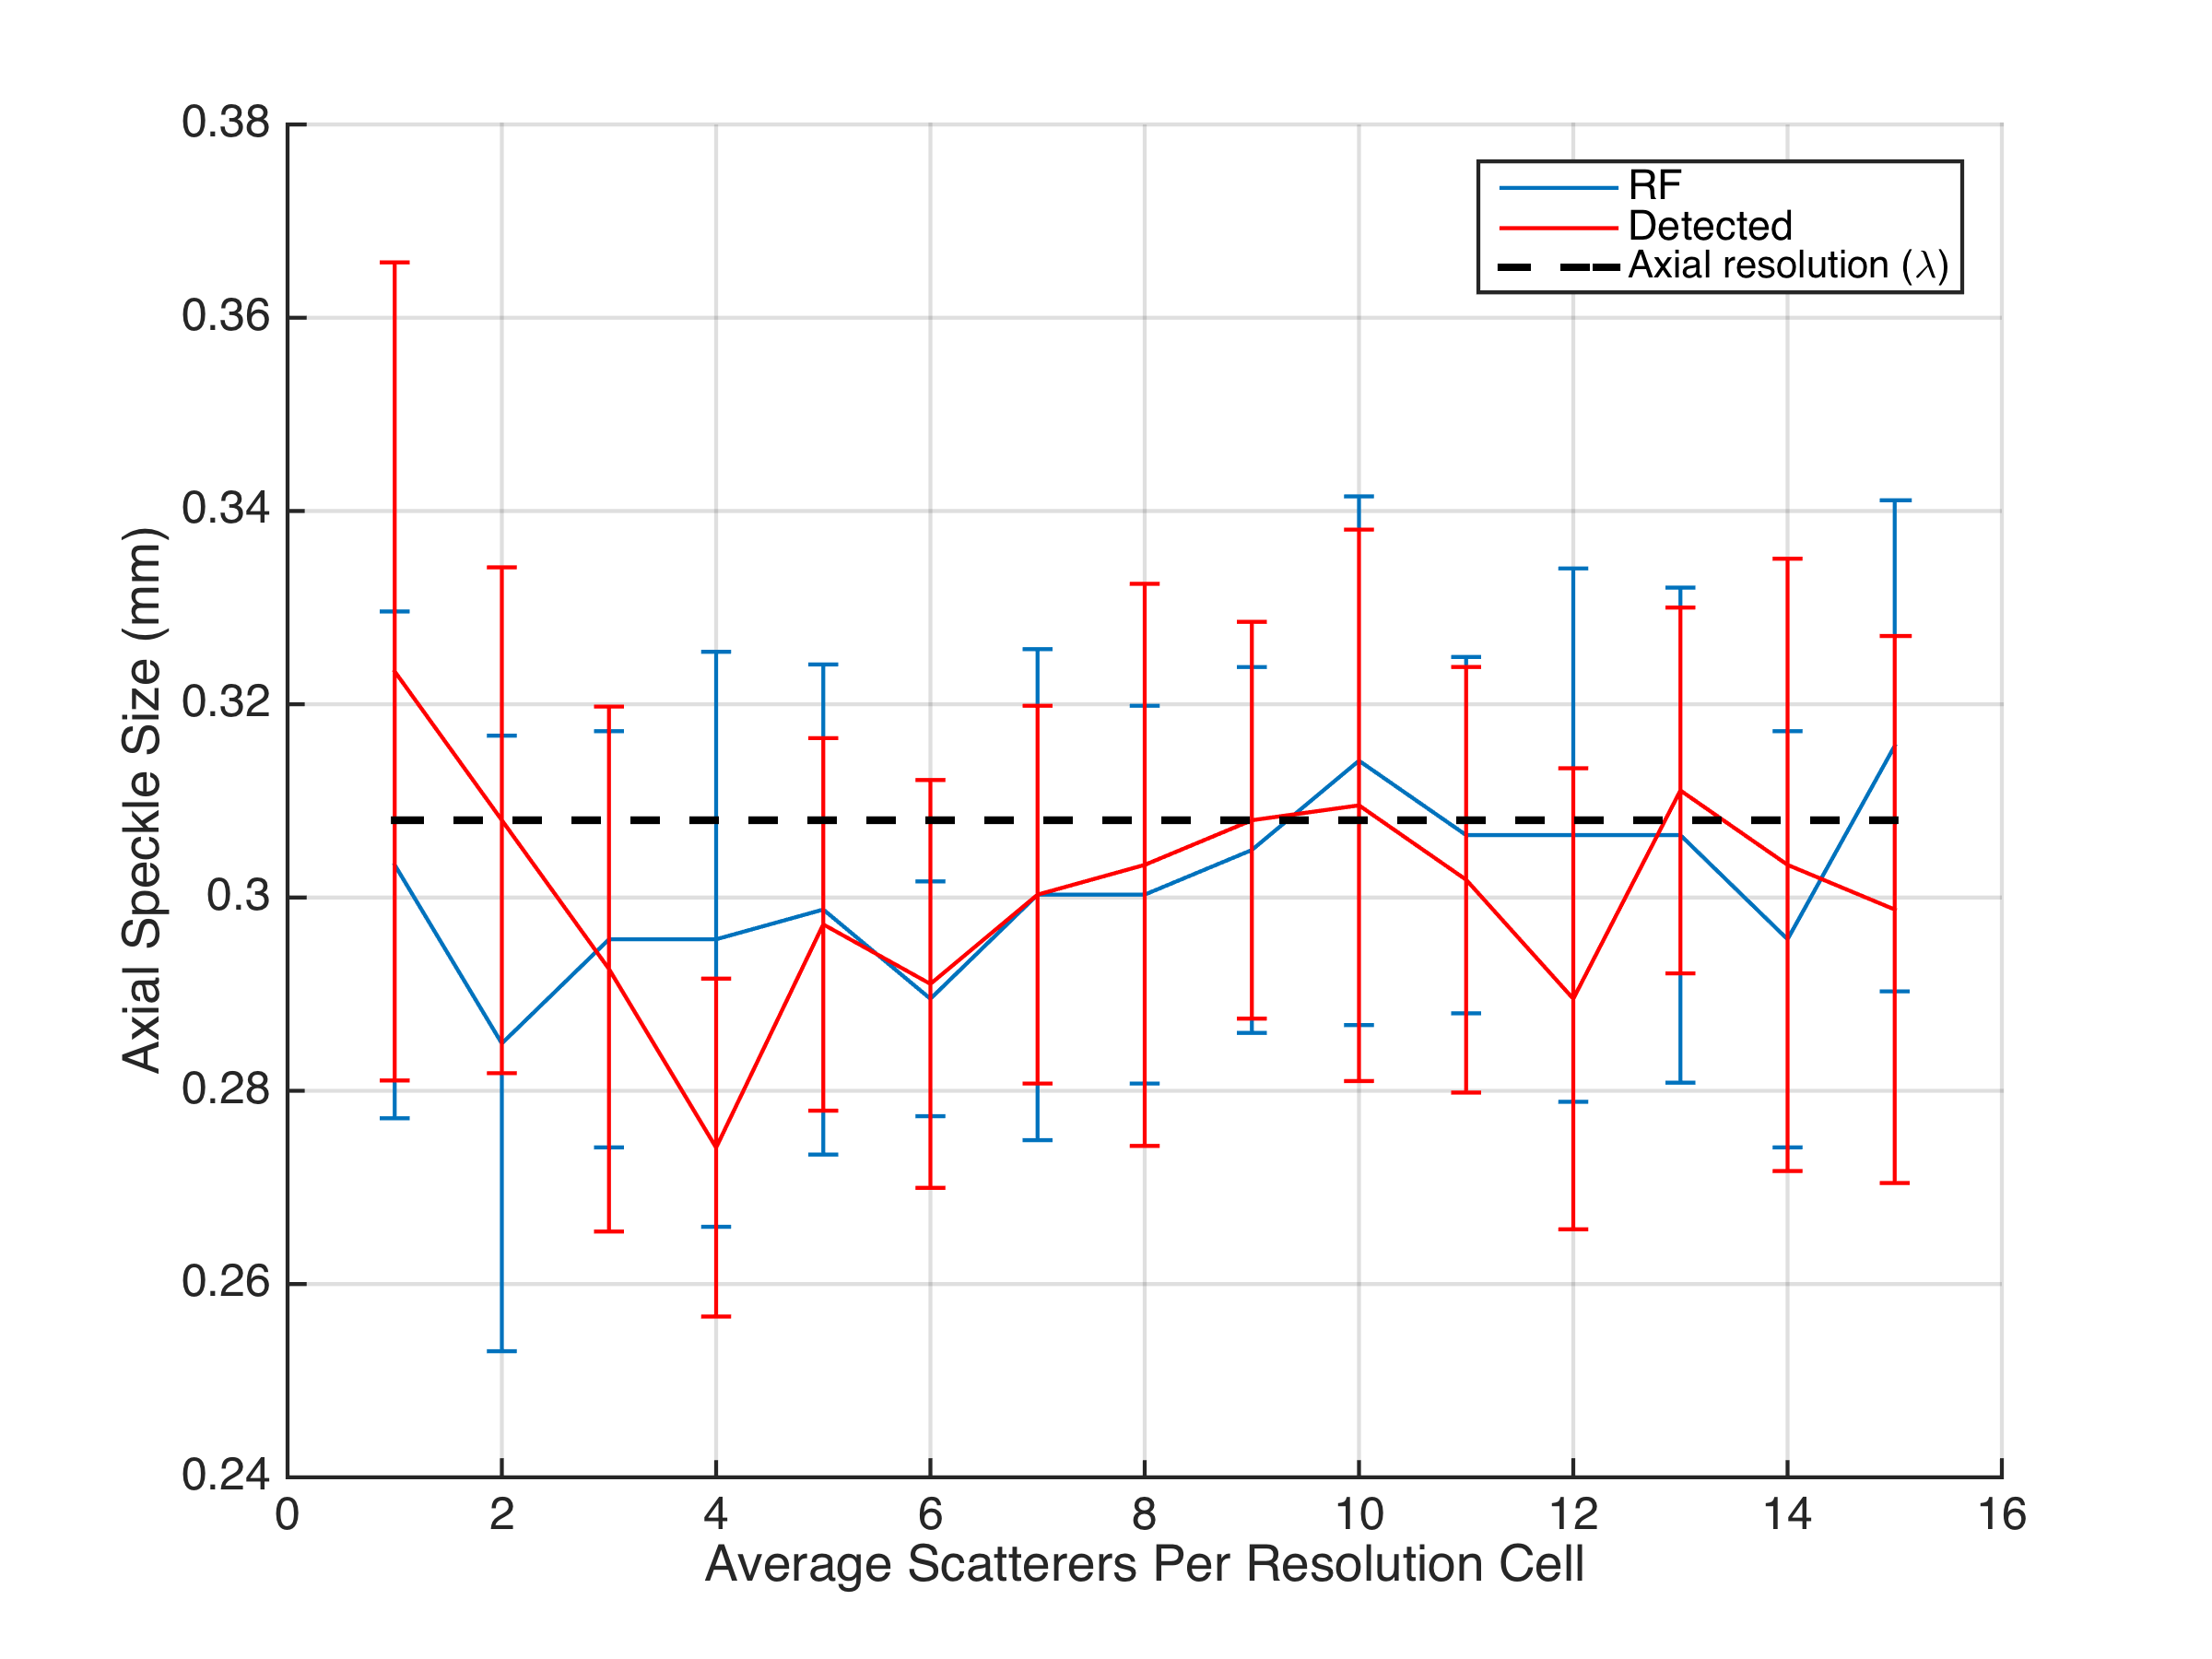 0.38
0.36
0.34
0.32
0.3
0.28
0.26
0.24
Axial Speckle Size (mm)
RF
Detected
Axial resolution (λ)
0 2 4 6 8 10 12 14 16
Average Scatterers Per Resolution Cell